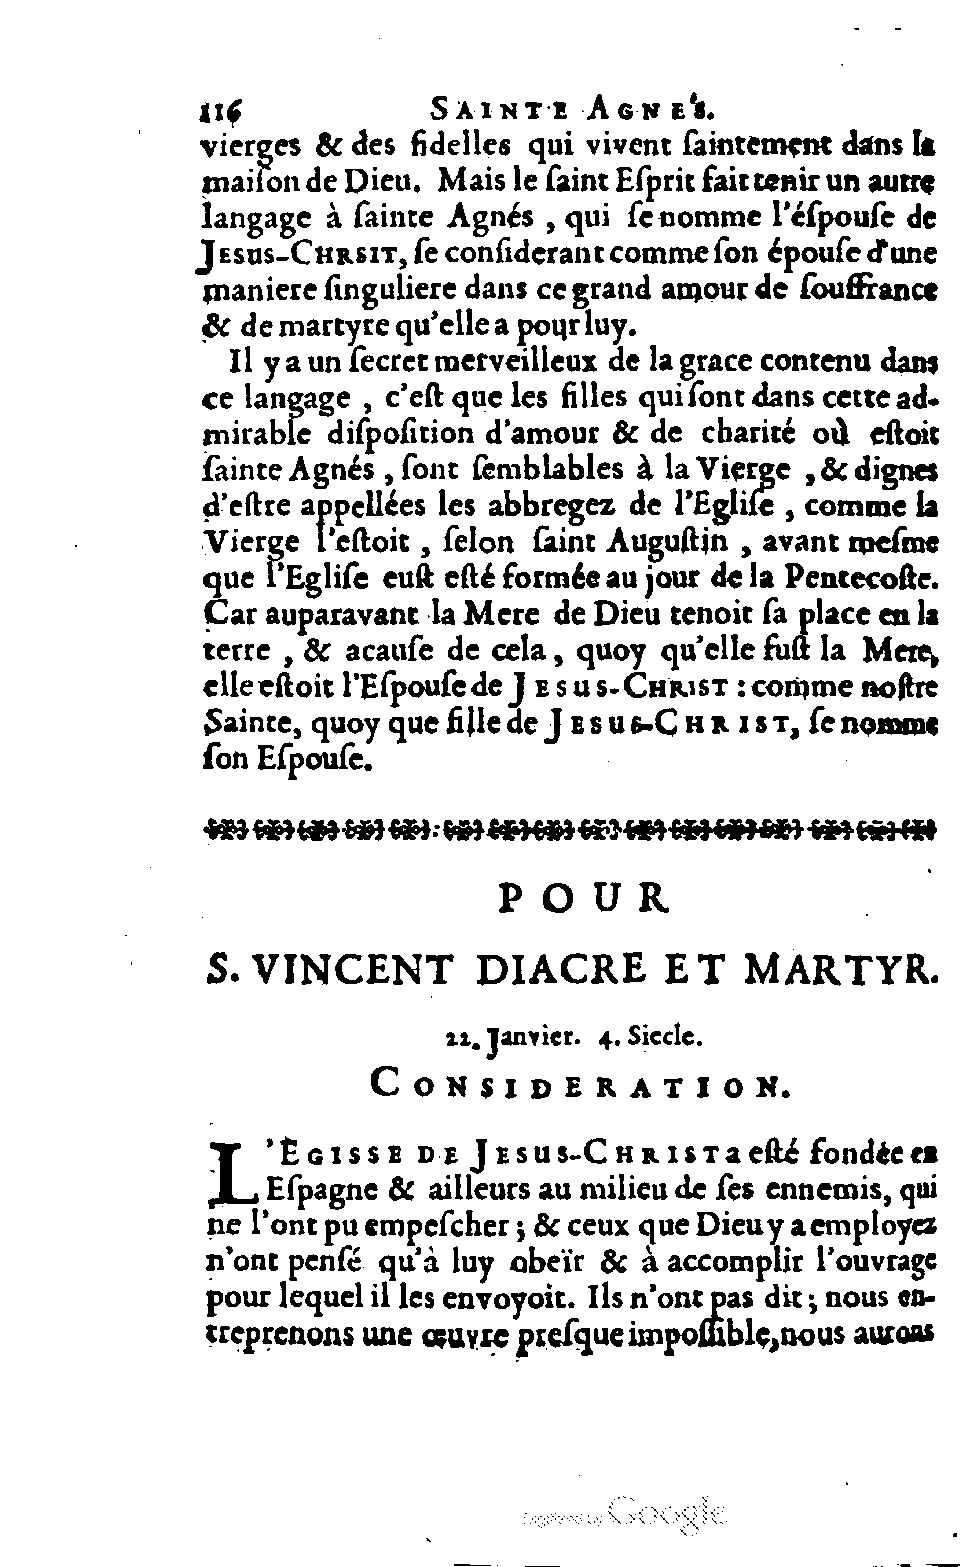 116 SAINTE AGNE'S.
vierges & des fidelles qui vivent ſaintement dans la
maiſon de Dieu. Mais le ſaint Eſprit fait tenir un autre
langage à ſainte Agnés , qui ſe nomme l'éſpouſe de
JESUS-CHRSIT, ſe conſiderant comme ſon épouſe d'une
maniere ſinguliere dans ce grand amour de ſouffrance
& de martyre qu'elle a pour luy.
Il y a un ſecret merveilleux de la grace contenu dans
ce langage , c'eſt que les filles qui ſont dans cette ad-
mirable diſpoſition d'amour & de charité où eſtoit
ſainte Agnés , ſont ſemblables à la Vierge , & dignes
d'eſtre appellées les abbregez de l'Egliſe , comme la
Vierge l'eſtoit , ſelon ſaint Auguſtin , avant meſme
que l'Egliſe euſt eſté formée au jour de la Pentecoſte.
Car auparavant la Mere de Dieu tenoit ſa place en la
terre , & acauſe de cela, quoy qu'elle fuſt la Mere,
elle eſtoit l'Eſpouſe de JESUS-CHRIST : comme noſtre
Sainte, quoy que fille de JESUS-CHRIST, ſe nomme
ſon Eſpouſe.
POUR
S. VINCENT DIACRE ET MARTYR.
22. Janvier. 4. Siecle.
CONSIDERATION.
L'EGISSE DE JESUS-CHRIST a eſté fondée en
Eſpagne & ailleurs au milieu de ſes ennemis, qui
ne l'ont pu empeſcher ; & ceux que Dieu y a employez
n'ont penſé qu'à luy obeïr & à accomplir l'ouvrage
pour lequel il les envoyoit. Ils n'ont pas dit ; nous en-
treprenons une œuvre preſque impoſſible, nous aurons
Digitized by Google